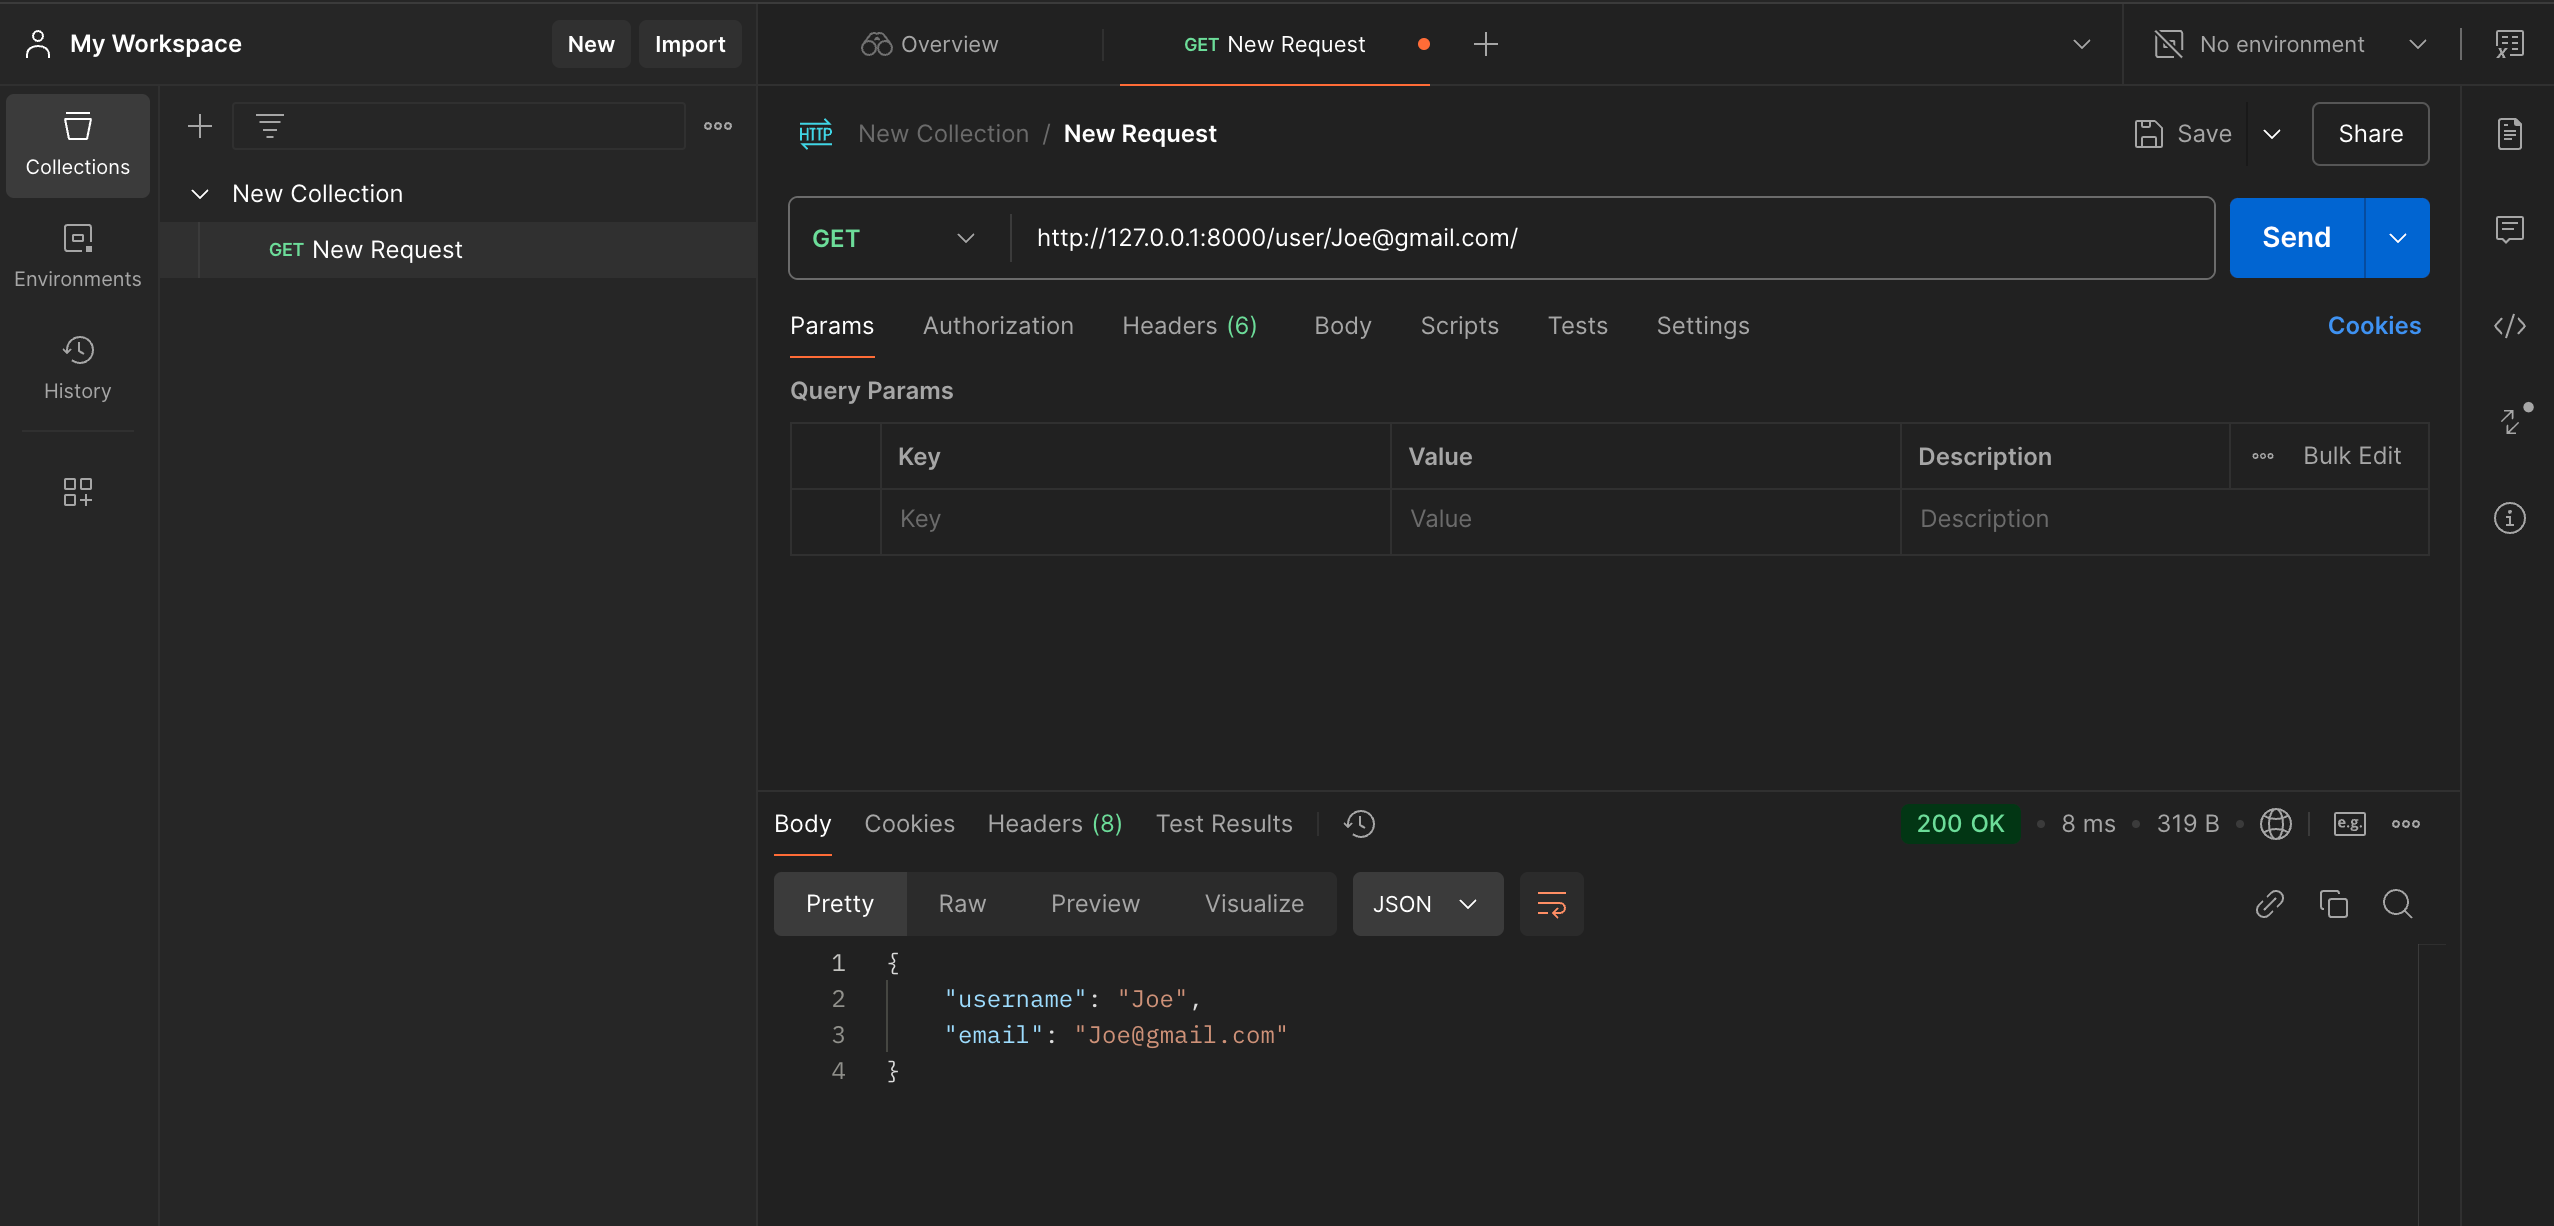 My Workspace
New
Import
Overview
GET New Request
No environment
Collections
Environments
History
New Collection
GET New Request
HTTP
New Collection / New Request
Save
Share
GET
http://127.0.0.1:8000/user/Joe@gmail.com/
Send
Params
Authorization
Headers (6)
Body
Scripts
Tests
Settings
Cookies
Query Params
Key
Value
Description
Bulk Edit
Key
Value
Description
Body
Cookies
Headers (8)
Test Results
200 OK
8 ms
319 B
e.g.
Pretty
Raw
Preview
Visualize
JSON
1 {
2 "username": "Joe",
3 "email": "Joe@gmail.com"
4 }